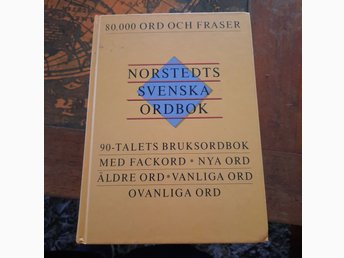 80.000 ORD OCH FRASER
NORSTEDTS
SVENSKA
ORDBOK
90-TALETS BRUKSORDBOK
MED FACKORD • NYA ORD
ÄLDRE ORD • VANLIGA ORD
OVANLIGA ORD